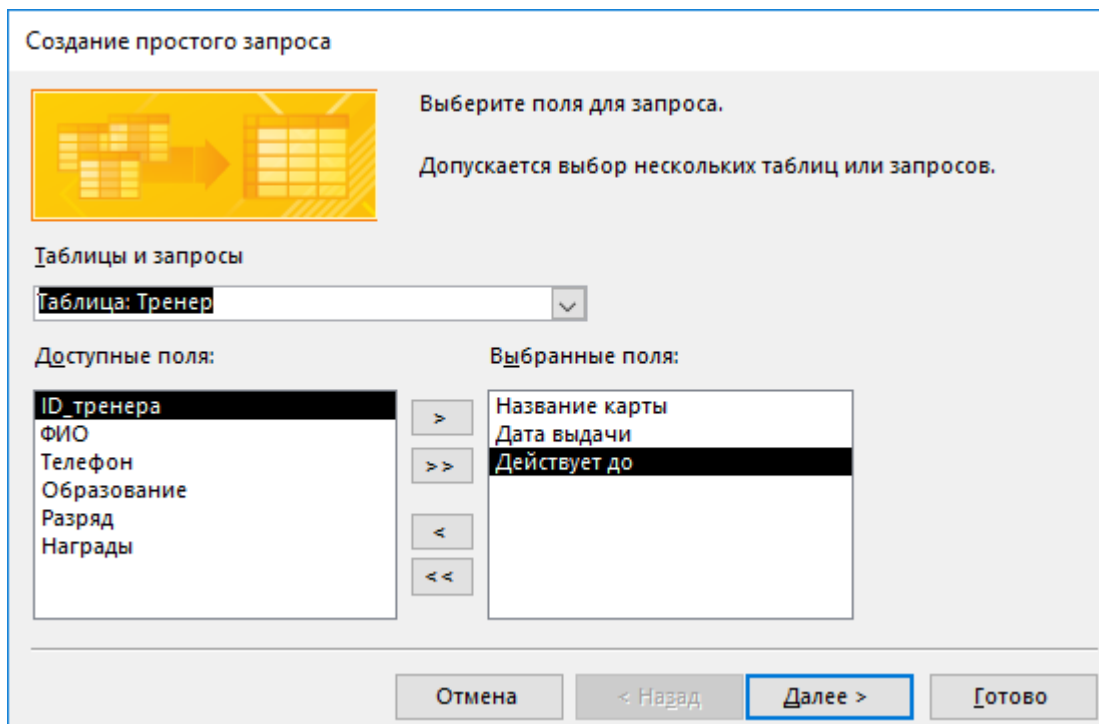 Создание простого запроса
Выберите поля для запроса.
Допускается выбор нескольких таблиц или запросов.
Таблицы и запросы
Таблица: Тренер
Доступные поля:
Выбранные поля:
ID_тренера
ФИО
Телефон
Образование
Разряд
Награды
>
>>
<
<<
Название карты
Дата выдачи
Действует до
Отмена
< Назад
Далее >
Готово